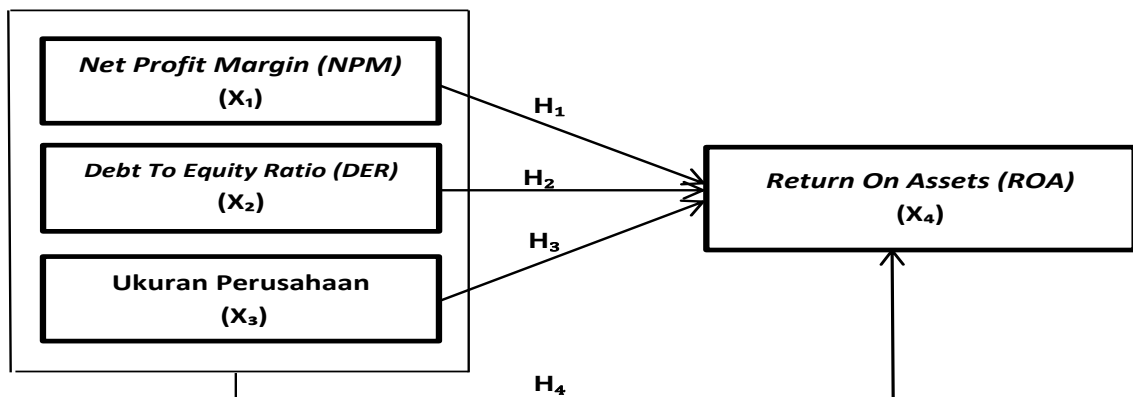 Net Profit Margin (NPM)
(X₁)
Debt To Equity Ratio (DER)
(X₂)
Ukuran Perusahaan
(X₃)
H₁
H₂
H₃
Return On Assets (ROA)
(X₄)
H₄